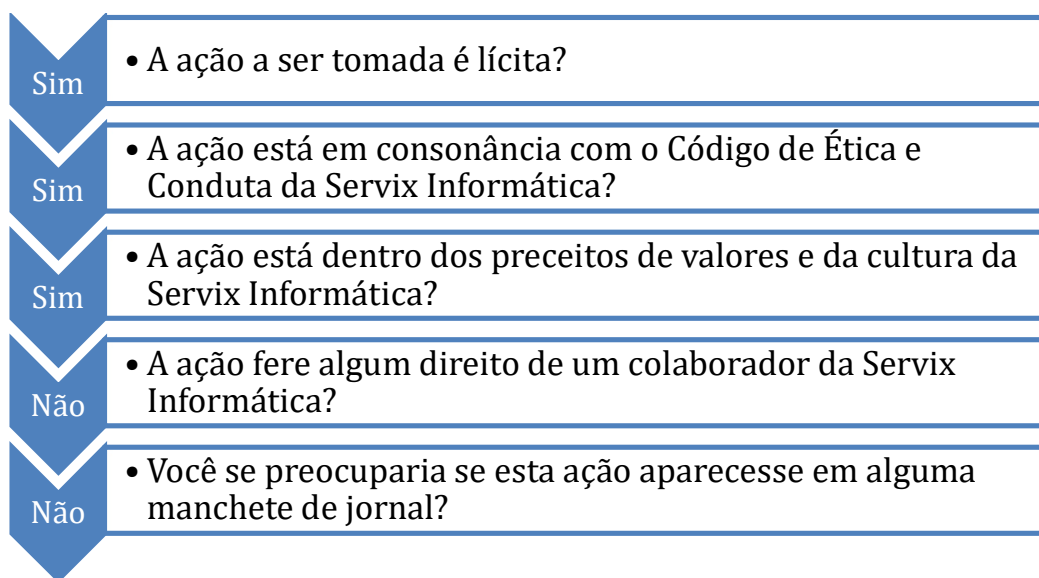 Sim
• A ação a ser tomada é lícita?
Sim
• A ação está em consonância com o Código de Ética e
Conduta da Servix Informática?
Sim
• A ação está dentro dos preceitos de valores e da cultura da
Servix Informática?
Não
• A ação fere algum direito de um colaborador da Servix
Informática?
Não
• Você se preocuparia se esta ação aparecesse em alguma
manchete de jornal?